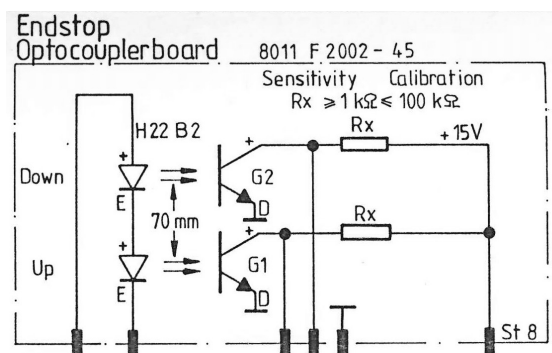 Endstop
Optocouplerboard 8011 F 2002 - 45
Sensitivity Calibration
Rx ⩾ 1 kΩ ⩽ 100 kΩ
H22 B2
Rx
+15V
+
+
Down
G2
E
D
70 mm
Rx
+
+
Up
G1
E
D
St 8